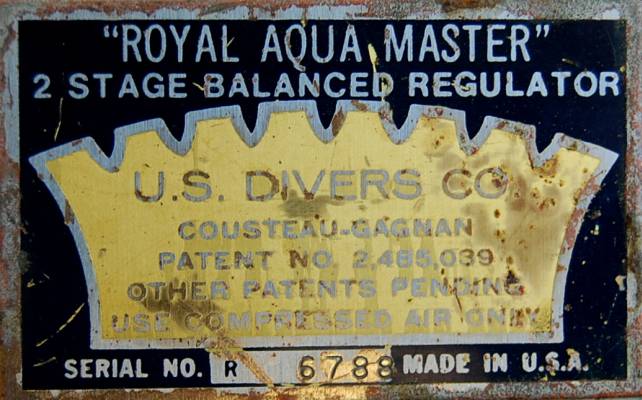 "ROYAL AQUA MASTER"
2 STAGE BALANCED REGULATOR
U.S. DIVERS CO.
COUSTEAU-GAGNAN
PATENT NO. 2,485,039
OTHER PATENTS PENDING
USE COMPRESSED AIR ONLY
SERIAL NO. R 6788 MADE IN U.S.A.